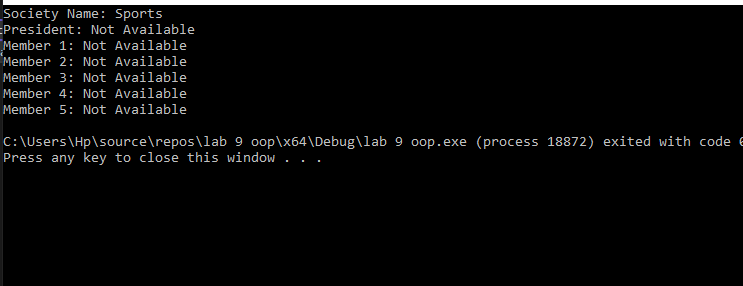 Society Name: Sports
President: Not Available
Member 1: Not Available
Member 2: Not Available
Member 3: Not Available
Member 4: Not Available
Member 5: Not Available
C:\Users\Hp\source\repos\lab 9 oop\x64\Debug\lab 9 oop.exe (process 18872) exited with code
Press any key to close this window . . .